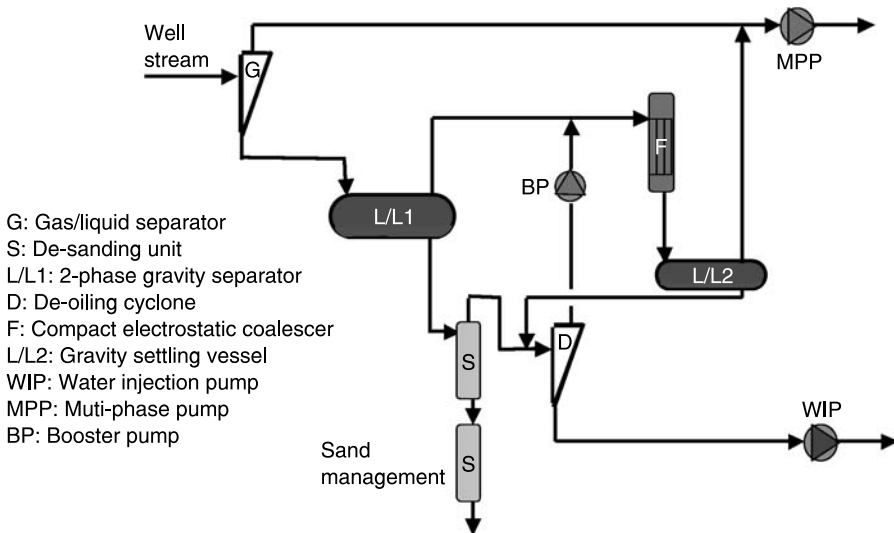 Well
stream
G
MPP
F
BP
L/L1
L/L2
G: Gas/liquid separator
S: De-sanding unit
L/L1: 2-phase gravity separator
D: De-oiling cyclone
F: Compact electrostatic coalescer
L/L2: Gravity settling vessel
WIP: Water injection pump
MPP: Muti-phase pump
BP: Booster pump
S
D
WIP
Sand
management
S